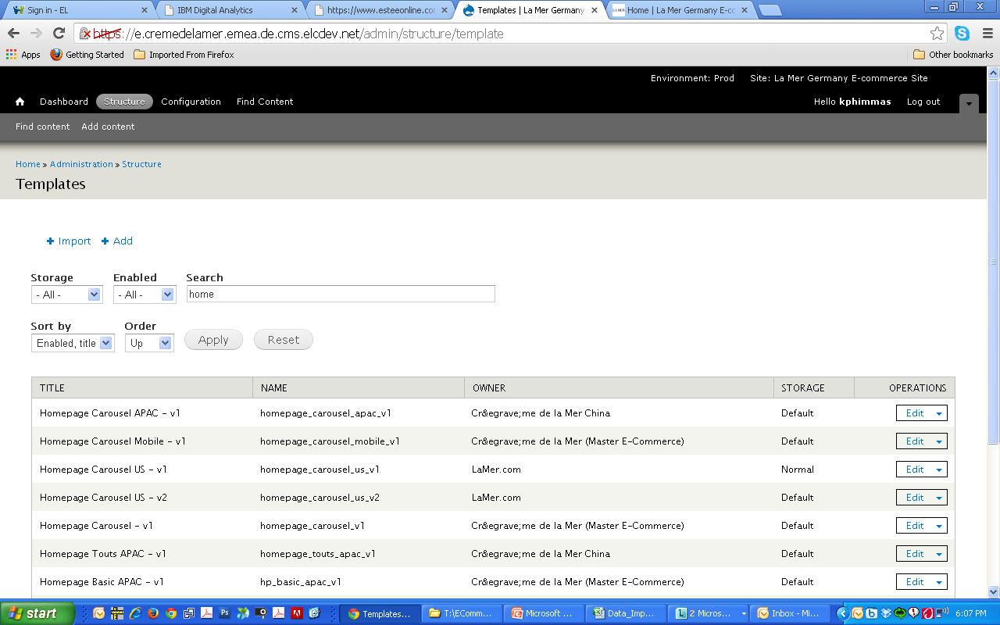 Sign in - EL
IBM Digital Analytics
https://www.esteeonline.co
Templates | La Mer Germany
Home | La Mer Germany E-c
https://e.cremedelamer.emea.de.cms.elcdev.net/admin/structure/template
Apps
Getting Started
Imported From Firefox
Other bookmarks
Environment: Prod
Site: La Mer Germany E-commerce Site
Dashboard
Structure
Configuration
Find Content
Hello kphimmas
Log out
Find content
Add content
Home » Administration » Structure
Templates
Import
Add
Storage
Enabled
Search
- All -
- All -
home
Sort by
Order
Enabled, title
Up
Apply
Reset
TITLE NAME OWNER STORAGE OPERATIONS
Homepage Carousel APAC - v1 homepage_carousel_apac_v1 Cr&egrave;me de la Mer China Default Edit
Homepage Carousel Mobile - v1 homepage_carousel_mobile_v1 Cr&egrave;me de la Mer (Master E-Commerce) Default Edit
Homepage Carousel US - v1 homepage_carousel_us_v1 LaMer.com Normal Edit
Homepage Carousel US - v2 homepage_carousel_us_v2 LaMer.com Default Edit
Homepage Carousel - v1 homepage_carousel_v1 Cr&egrave;me de la Mer (Master E-Commerce) Default Edit
Homepage Touts APAC - v1 homepage_touts_apac_v1 Cr&egrave;me de la Mer China Default Edit
Homepage Basic APAC - v1 hp_basic_apac_v1 Cr&egrave;me de la Mer (Master E-Commerce) Default Edit
start
Templates...
T:\EComm...
Microsoft ...
Data_Imp...
2 Micros...
Inbox - Mi...
6:07 PM